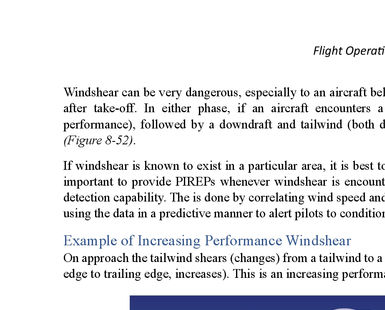 Flight Operati
Windshear can be very dangerous, especially to an aircraft bel
after take-off. In either phase, if an aircraft encounters a
performance), followed by a downdraft and tailwind (both d
(Figure 8-52).
If windshear is known to exist in a particular area, it is best to
important to provide PIREPs whenever windshear is encount
detection capability. The is done by correlating wind speed and
using the data in a predictive manner to alert pilots to condition
Example of Increasing Performance Windshear
On approach the tailwind shears (changes) from a tailwind to a
edge to trailing edge, increases). This is an increasing performa